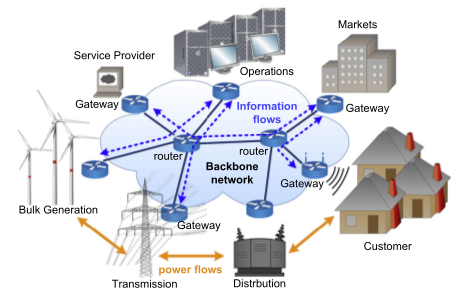 Markets
Service Provider
Operations
Gateway
Information
flows
Gateway
router
router
Backbone
network
Gateway
Bulk Generation
Gateway
Customer
power flows
Transmission
Distrbution